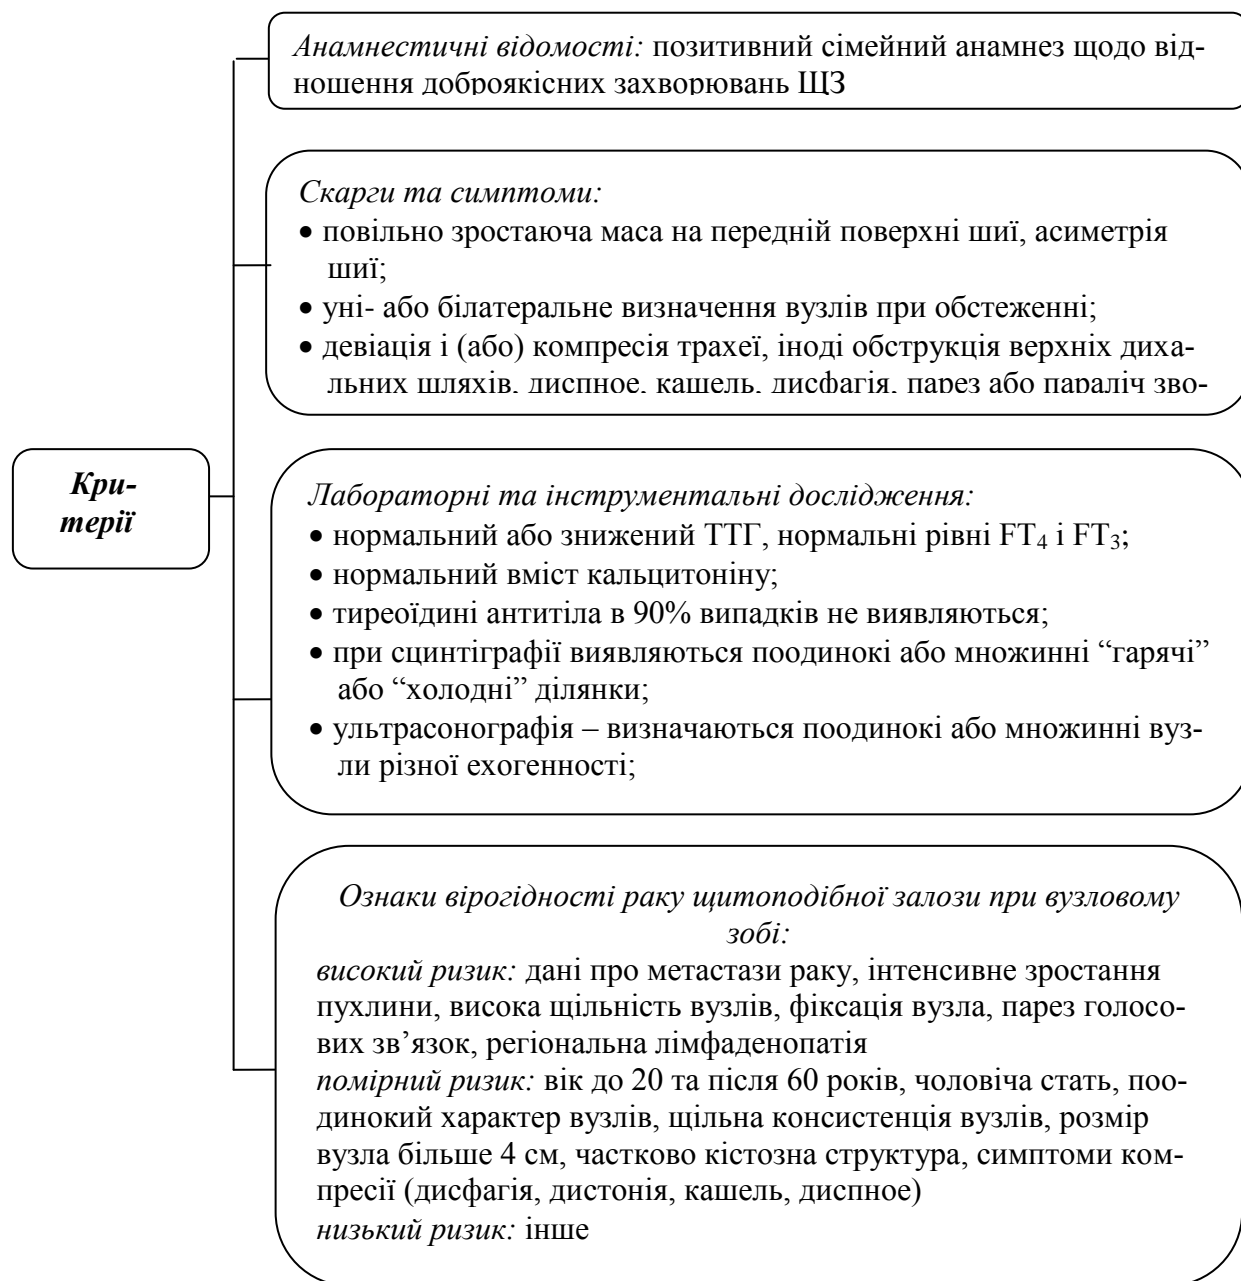 Анамнестичні відомості: позитивний сімейний анамнез щодо від-
ношення доброякісних захворювань ЩЗ
Скарги та симптоми:
• повільно зростаюча маса на передній поверхні шиї, асиметрія
шиї;
• уні- або білатеральне визначення вузлів при обстеженні;
• девіація і (або) компресія трахеї, іноді обструкція верхніх диха-
льних шляхів, диспное, кашель, дисфагія, парез або параліч зво-
Кри-
терії
Лабораторні та інструментальні дослідження:
• нормальний або знижений ТТГ, нормальні рівні FT₄ і FT₃;
• нормальний вміст кальцитоніну;
• тиреоїдині антитіла в 90% випадків не виявляються;
• при сцинтіграфії виявляються поодинокі або множинні “гарячі”
або “холодні” ділянки;
• ультрасонографія – визначаються поодинокі або множинні вуз-
ли різної ехогенності;
Ознаки вірогідності раку щитоподібної залози при вузловому
зобі:
високий ризик: дані про метастази раку, інтенсивне зростання
пухлини, висока щільність вузлів, фіксація вузла, парез голосо-
вих зв’язок, регіональна лімфаденопатія
помірний ризик: вік до 20 та після 60 років, чоловіча стать, поо-
динокий характер вузлів, щільна консистенція вузлів, розмір
вузла більше 4 см, частково кістозна структура, симптоми ком-
пресії (дисфагія, дистонія, кашель, диспное)
низький ризик: інше